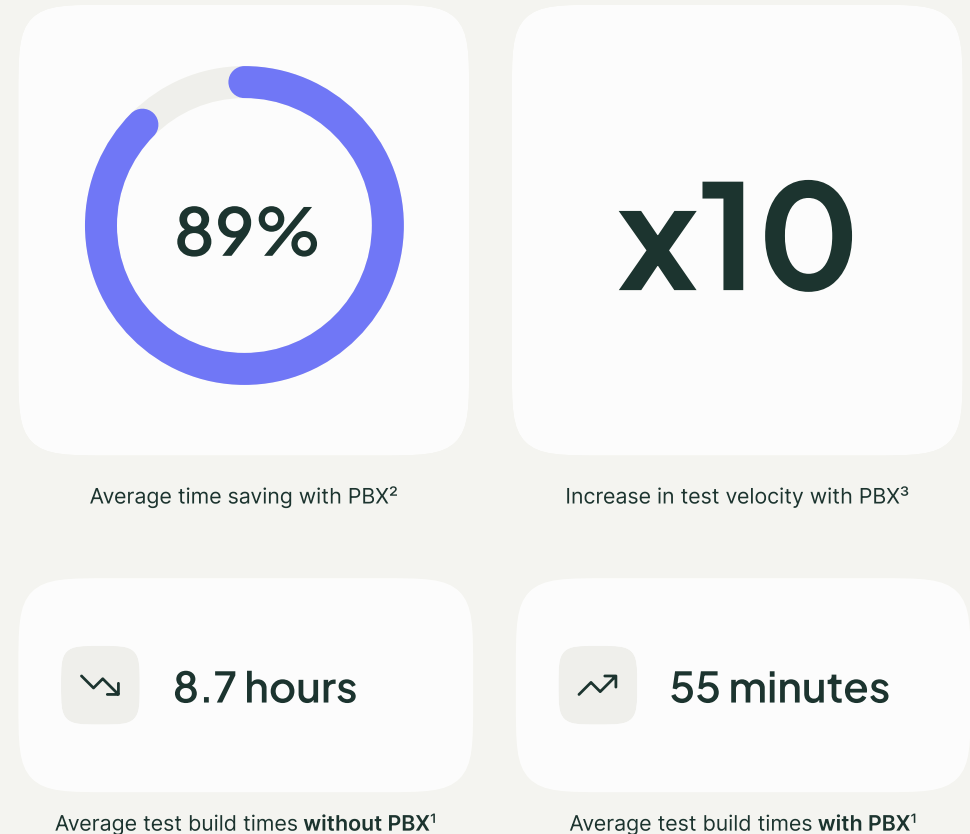 89%
x10
Average time saving with PBX²
Increase in test velocity with PBX³
8.7 hours
55 minutes
Average test build times without PBX¹
Average test build times with PBX¹